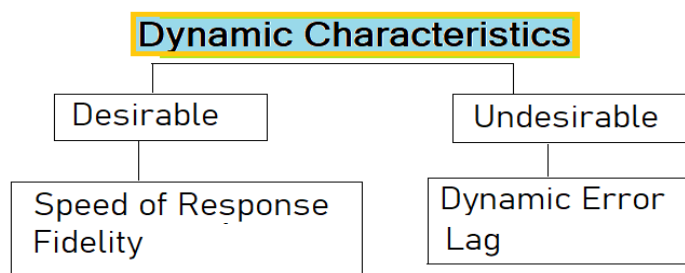 Dynamic Characteristics
Desirable
Undesirable
Speed of Response
Fidelity
Dynamic Error
Lag